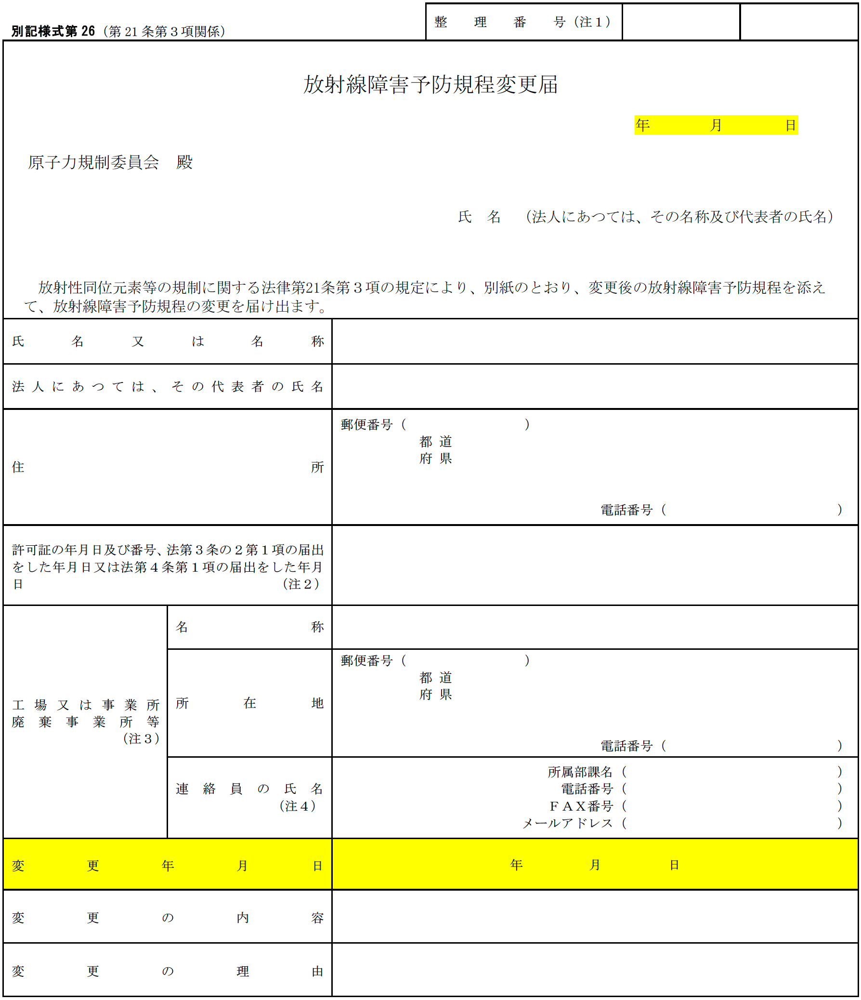 別記様式第 26（第 21 条第３項関係）
整理番号（注１）
放射線障害予防規程変更届
年　月　日
原子力規制委員会　殿
氏　名　（法人にあつては、その名称及び代表者の氏名）
放射性同位元素等の規制に関する法律第21条第３項の規定により、別紙のとおり、変更後の放射線障害予防規程を添え
て、放射線障害予防規程の変更を届け出ます。
氏名又は名称
法人にあつては、その代表者の氏名
住所
郵便番号（　）
都道
府県
電話番号（　）
許可証の年月日及び番号、法第３条の２第１項の届出
をした年月日又は法第４条第１項の届出をした年月
日　（注２）
工場又は事業所
廃棄事業所等
（注３）
名称
所在地
郵便番号（　）
都道
府県
電話番号（　）
連絡員の氏名
（注４）
所属部課名（　）
電話番号（　）
ＦＡＸ番号（　）
メールアドレス（　）
変更年月日
年　月　日
変更の内容
変更の理由